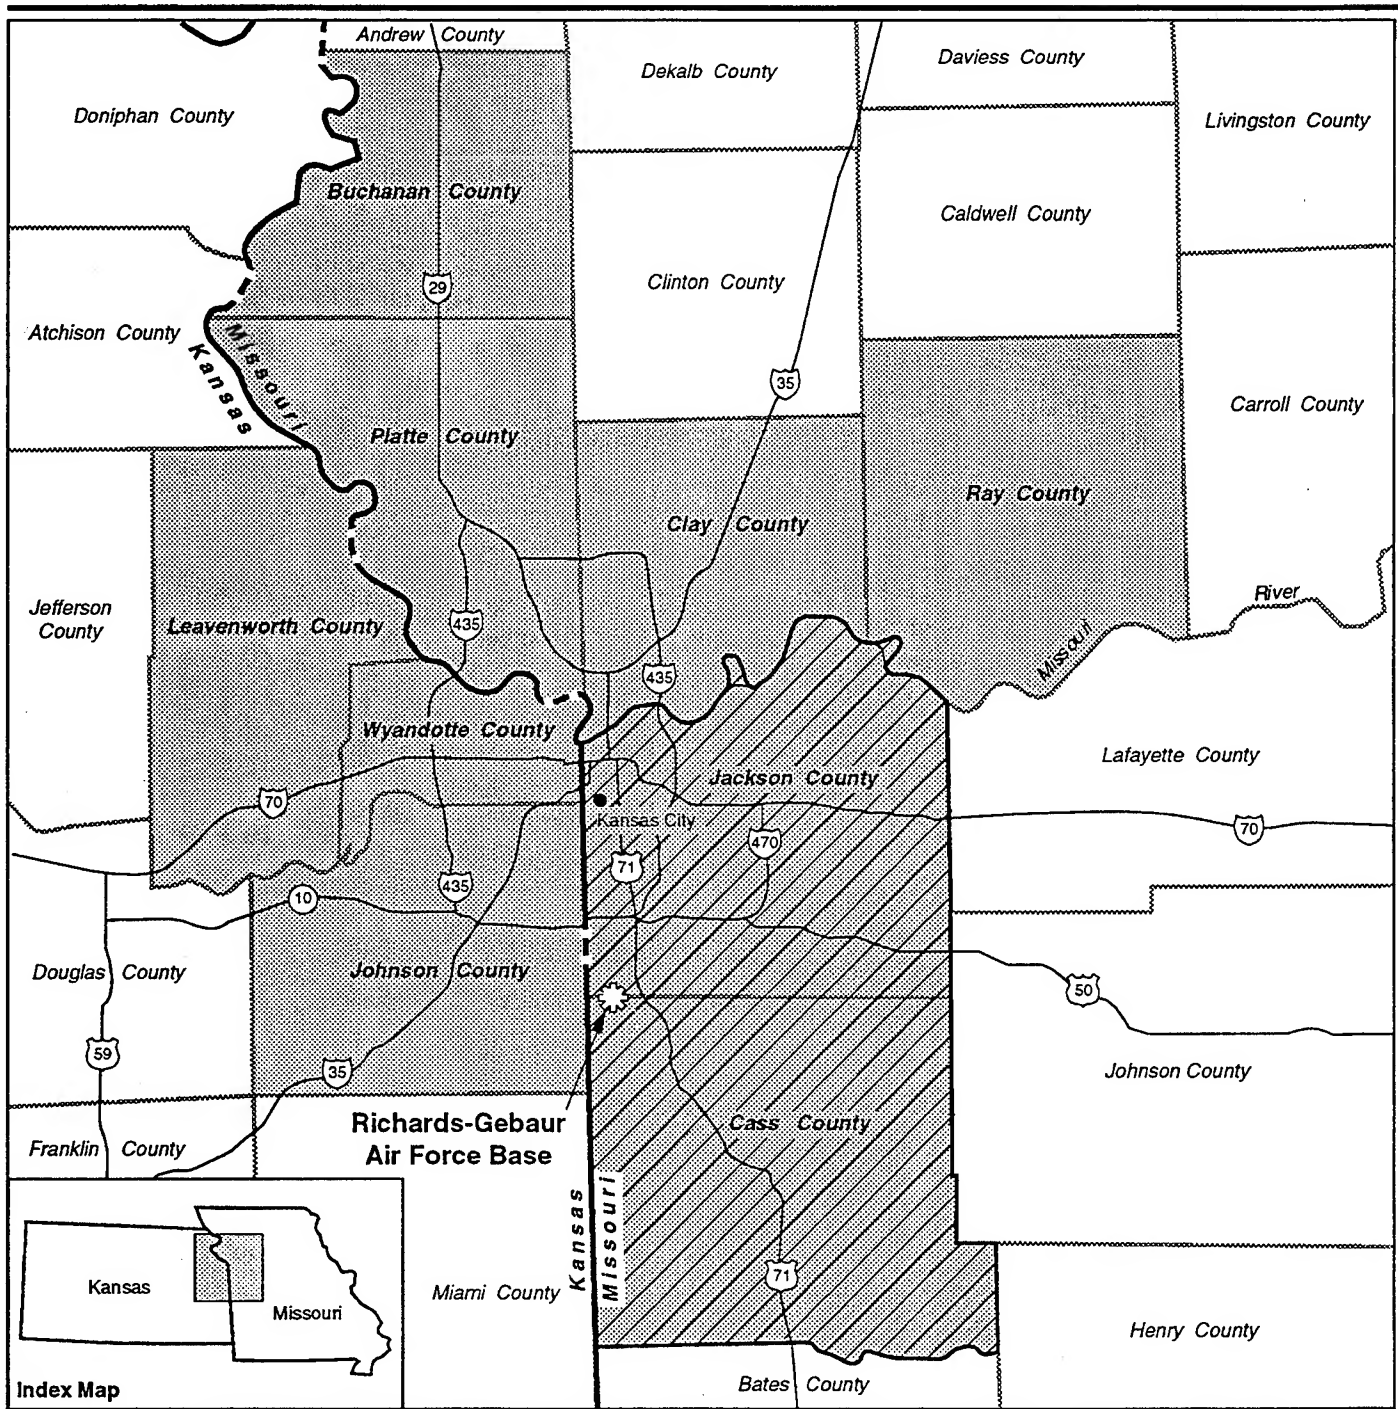 Andrew County
Dekalb County
Daviess County
Doniphan County
Livingston County
Buchanan County
Caldwell County
Clinton County
29
Atchison County
Missouri
Kansas
35
Carroll County
Platte County
Ray County
Clay County
Jefferson
County
River
Missouri
Leavenworth County
435
435
Wyandotte County
Jackson County
Lafayette County
70
Kansas City
70
470
71
435
10
Douglas County
Johnson County
50
59
35
Johnson County
Richards-Gebaur
Air Force Base
Cass County
Franklin County
Kansas
Missouri
Kansas
Missouri
Miami County
71
Henry County
Bates County
Index Map